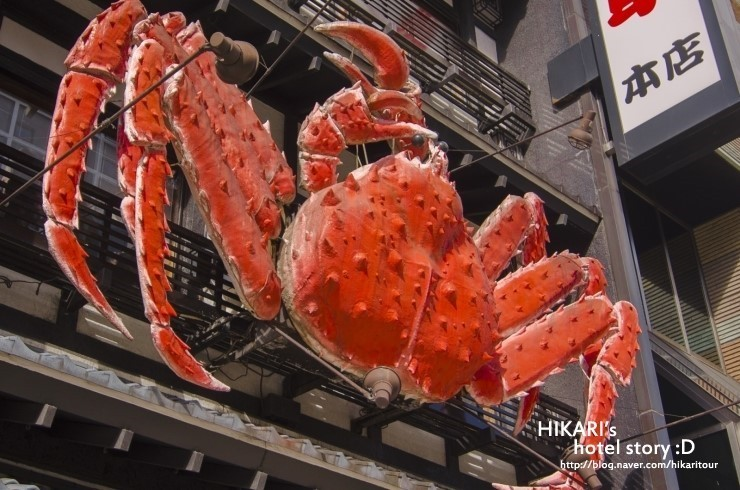 本店
HIKARI's
hotel story :D
http://blog.naver.com/hikaritour